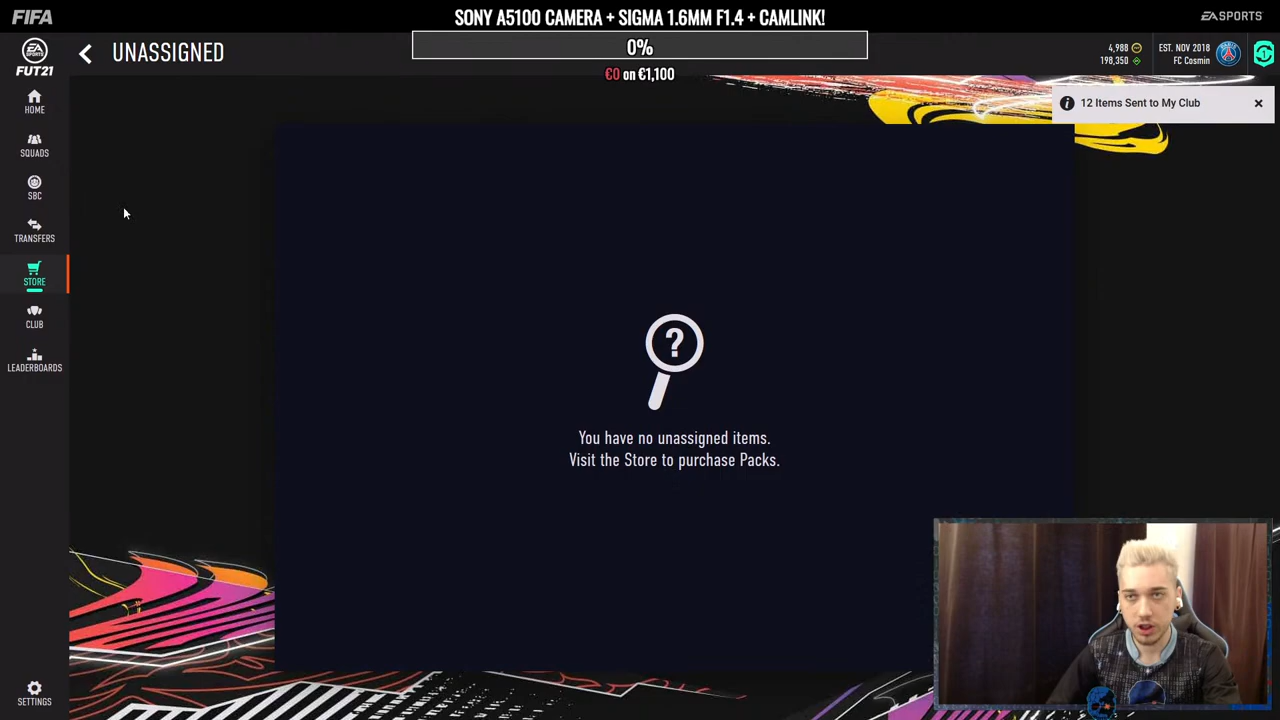 FIFA
SONY A5100 CAMERA + SIGMA 1.6MM F1.4 + CAMLINK!
EA SPORTS
EA SPORTS
FUT21
UNASSIGNED
0%
€0 on €1,100
4,988
198,350
EST. NOV 2018
FC Cosmin
12 Items Sent to My Club
HOME
SQUADS
SBC
TRANSFERS
STORE
CLUB
LEADERBOARDS
SETTINGS
You have no unassigned items.
Visit the Store to purchase Packs.